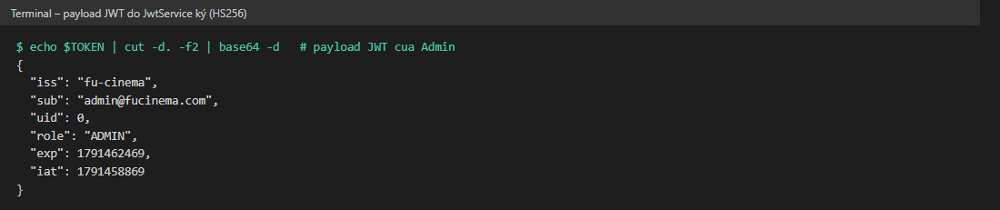 Terminal – payload JWT do JwtService ký (HS256)
$ echo $TOKEN | cut -d. -f2 | base64 -d   # payload JWT cua Admin
{
  "iss": "fu-cinema",
  "sub": "admin@fucinema.com",
  "uid": 0,
  "role": "ADMIN",
  "exp": 1791462469,
  "iat": 1791458869
}